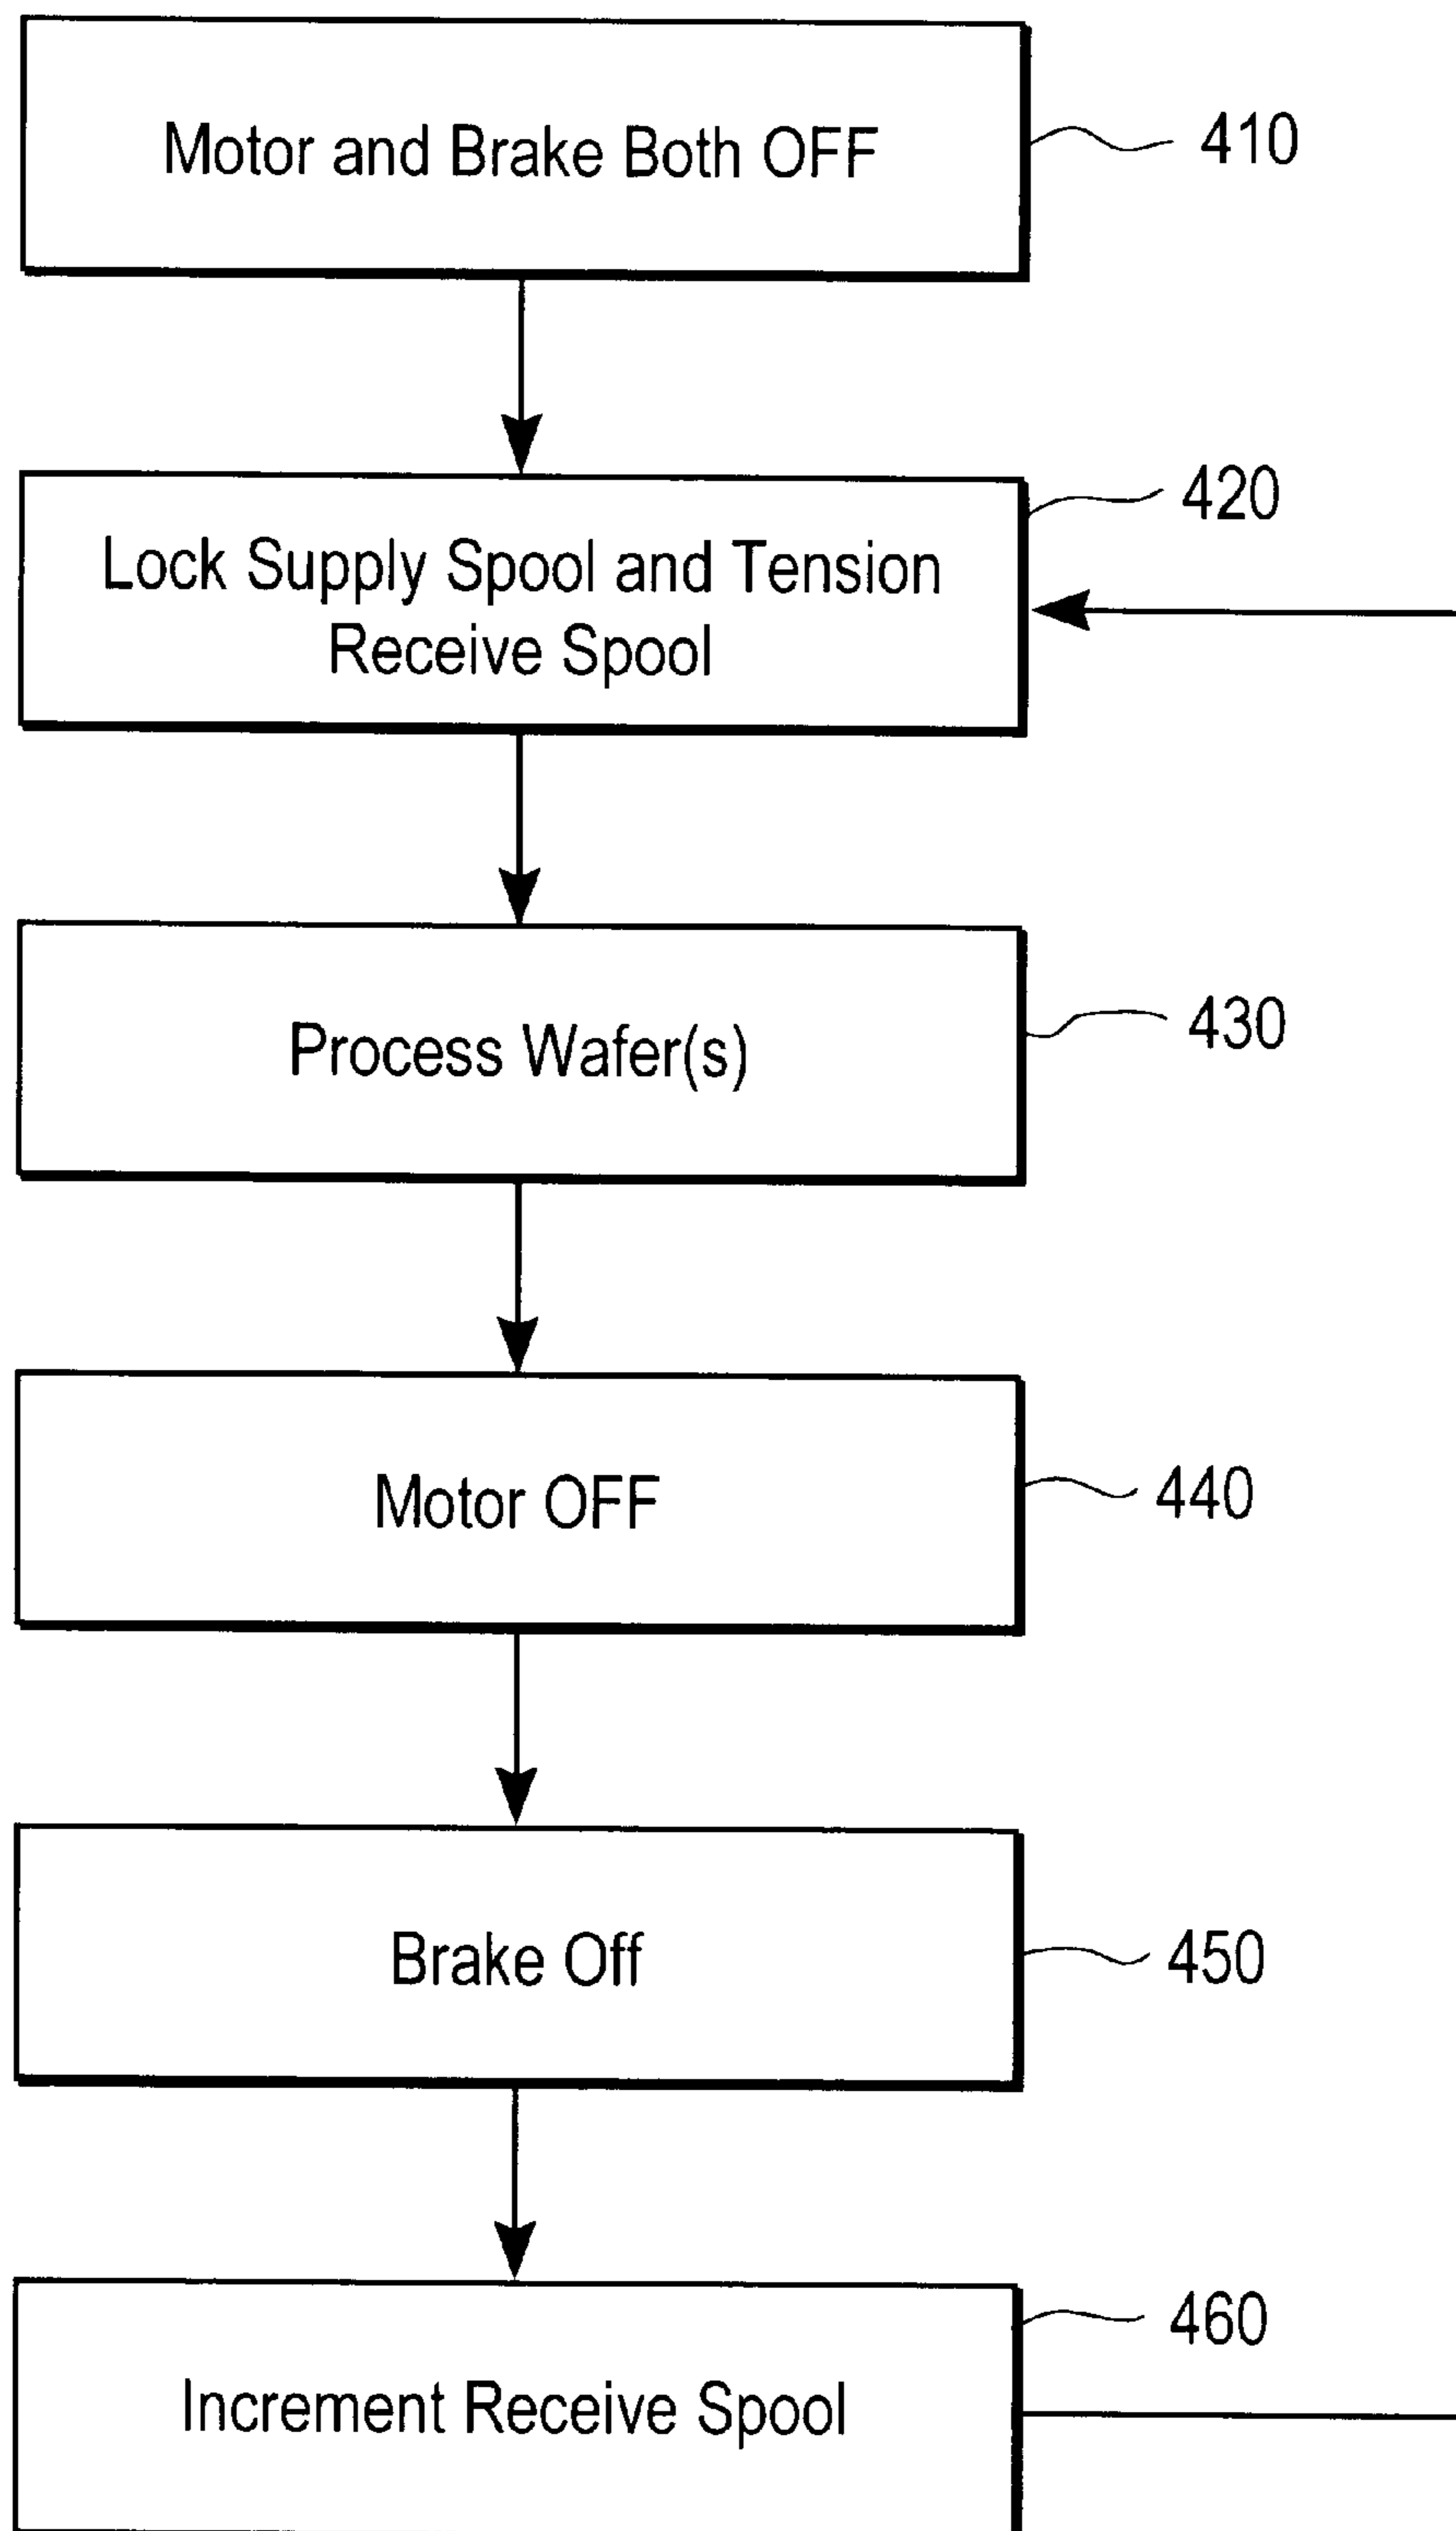 Motor and Brake Both OFF
410
Lock Supply Spool and Tension
Receive Spool
420
Process Wafer(s)
430
Motor OFF
440
Brake Off
450
Increment Receive Spool
460